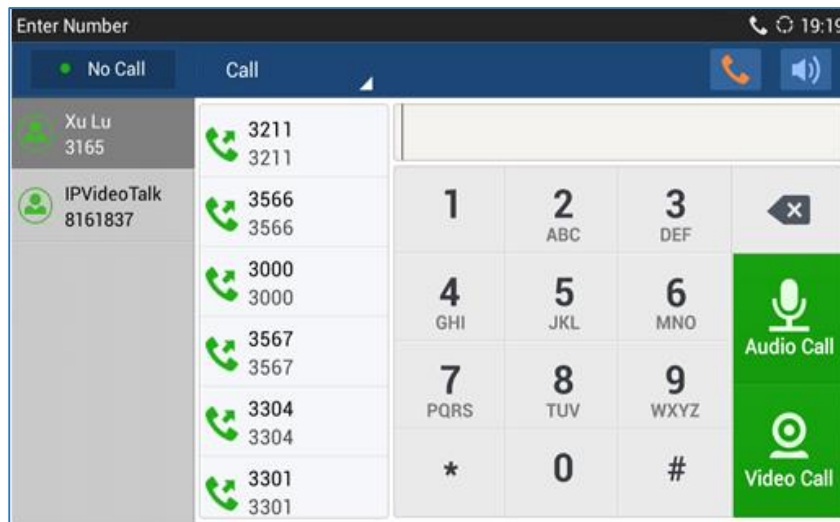 Enter Number
19:19
No Call
Call
Xu Lu
3165
IPVideoTalk
8161837
3211
3211
3566
3566
3000
3000
3567
3567
3304
3304
3301
3301
1
2
3
ABC
DEF
4
5
6
GHI
JKL
MNO
7
8
9
PQRS
TUV
WXYZ
*
0
#
Audio Call
Video Call